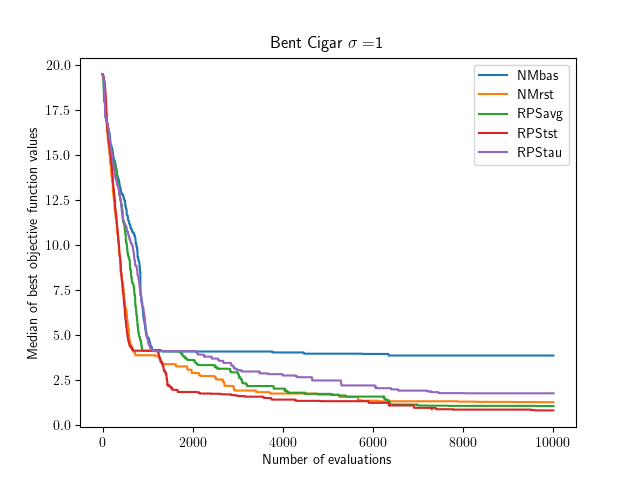 Bent Cigar σ =1
20.0
17.5
15.0
12.5
10.0
7.5
5.0
2.5
0.0
Median of best objective function values
NMbas
NMrst
RPSavg
RPStst
RPStau
0 2000 4000 6000 8000 10000
Number of evaluations